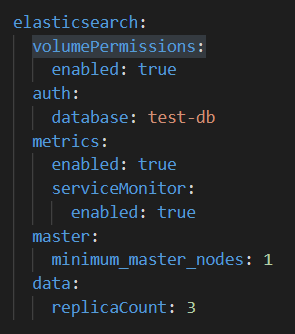 elasticsearch:
  volumePermissions:
    enabled: true
  auth:
    database: test-db
  metrics:
    enabled: true
    serviceMonitor:
      enabled: true
  master:
    minimum_master_nodes: 1
  data:
    replicaCount: 3